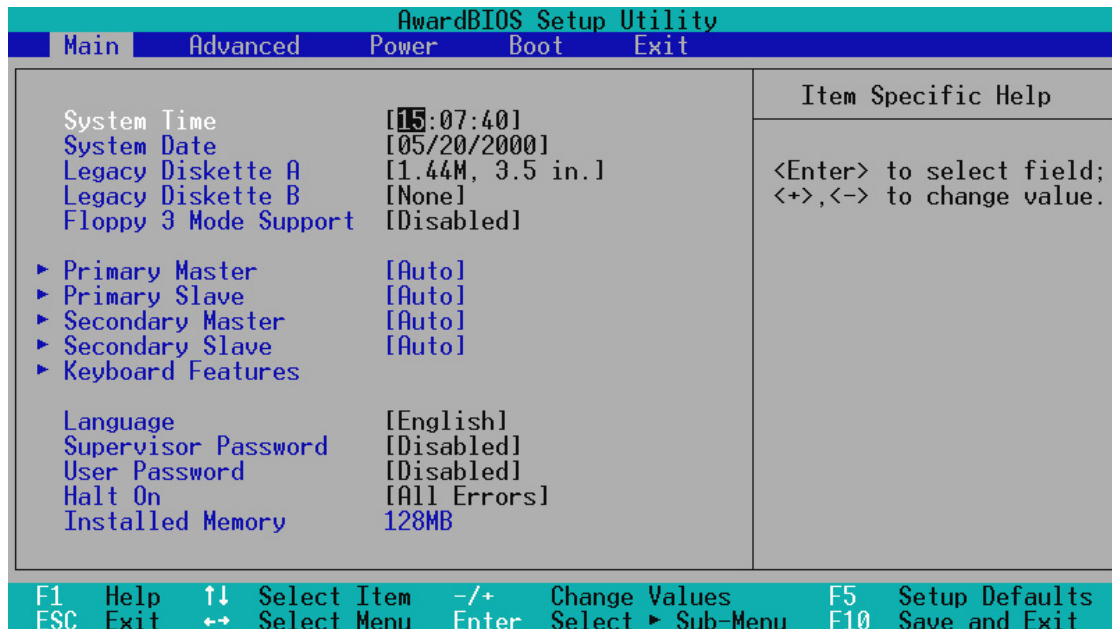 AwardBIOS Setup Utility
Main Advanced Power Boot Exit
Item Specific Help
System Time [15:07:40]
System Date [05/20/2000]
Legacy Diskette A [1.44M, 3.5 in.]
Legacy Diskette B [None]
Floppy 3 Mode Support [Disabled]
▶ Primary Master [Auto]
▶ Primary Slave [Auto]
▶ Secondary Master [Auto]
▶ Secondary Slave [Auto]
▶ Keyboard Features
Language [English]
Supervisor Password [Disabled]
User Password [Disabled]
Halt On [All Errors]
Installed Memory 128MB
<Enter> to select field;
<+>,<-> to change value.
F1 Help ↑↓ Select Item -/+ Change Values F5 Setup Defaults
ESC Exit ←→ Select Menu Enter Select ▶ Sub-Menu F10 Save and Exit